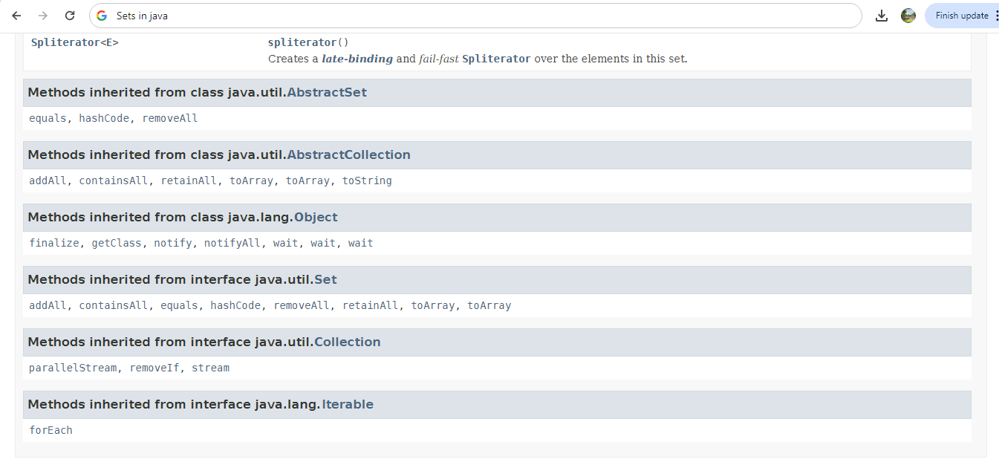 Sets in java
Finish update
Spliterator<E> spliterator()
Creates a late-binding and fail-fast Spliterator over the elements in this set.
Methods inherited from class java.util.AbstractSet
equals, hashCode, removeAll
Methods inherited from class java.util.AbstractCollection
addAll, containsAll, retainAll, toArray, toArray, toString
Methods inherited from class java.lang.Object
finalize, getClass, notify, notifyAll, wait, wait, wait
Methods inherited from interface java.util.Set
addAll, containsAll, equals, hashCode, removeAll, retainAll, toArray, toArray
Methods inherited from interface java.util.Collection
parallelStream, removeIf, stream
Methods inherited from interface java.lang.Iterable
forEach